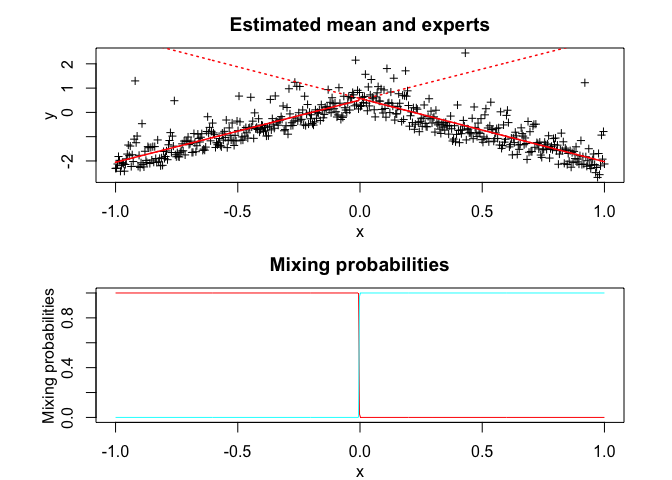 Estimated mean and experts
y
2
1
0
-2
-1.0 -0.5 0.0 0.5 1.0
x
Mixing probabilities
Mixing probabilities
0.8
0.4
0.0
-1.0 -0.5 0.0 0.5 1.0
x